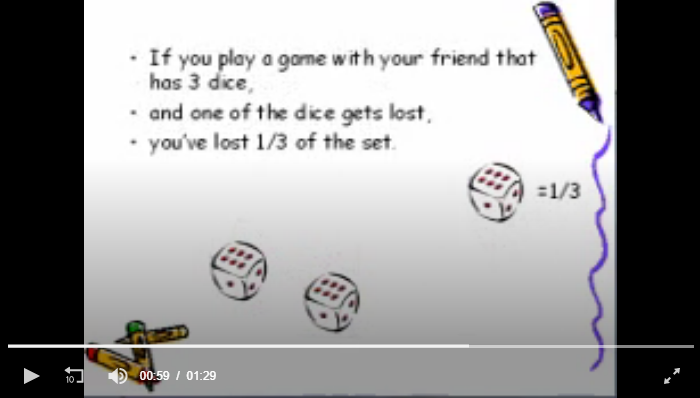 • If you play a game with your friend that
has 3 dice,
• and one of the dice gets lost,
• you've lost 1/3 of the set.
=1/3
10
00:59 / 01:29